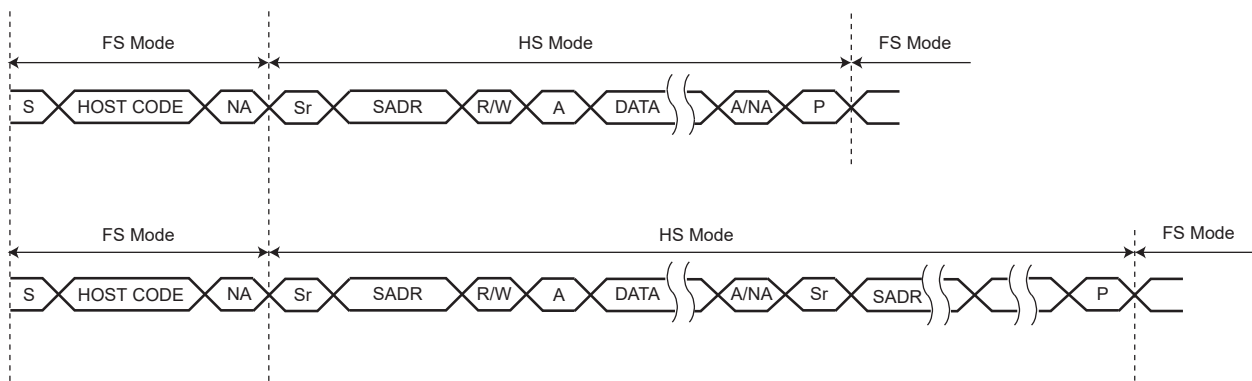 FS Mode HS Mode FS Mode
S HOST CODE NA Sr SADR R/W A DATA A/NA P
FS Mode HS Mode FS Mode
S HOST CODE NA Sr SADR R/W A DATA A/NA Sr SADR P